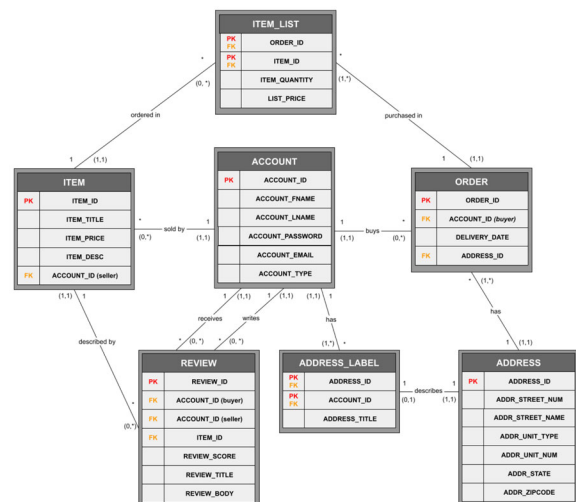 ITEM_LIST
PK FK ORDER_ID
PK FK ITEM_ID
ITEM_QUANTITY
LIST_PRICE
* (0, *)
* (1,*)
ordered in
purchased in
1 (1,1)
1 (1,1)
ITEM
PK ITEM_ID
ITEM_TITLE
ITEM_PRICE
ITEM_DESC
FK ACCOUNT_ID (seller)
* (0,*)
sold by
1 (1,1)
ACCOUNT
PK ACCOUNT_ID
ACCOUNT_FNAME
ACCOUNT_LNAME
ACCOUNT_PASSWORD
ACCOUNT_EMAIL
ACCOUNT_TYPE
1 (1,1)
buys
* (0,*)
ORDER
PK ORDER_ID
FK ACCOUNT_ID (buyer)
DELIVERY_DATE
FK ADDRESS_ID
(1,1) 1
described by
* (0,*)
1 (1,1)
receives
* (0, *)
1 (1,1)
writes
* (0, *)
(1,1) 1
has
(1,*) *
* (1,*)
has
1 (1,1)
REVIEW
PK REVIEW_ID
FK ACCOUNT_ID (buyer)
FK ACCOUNT_ID (seller)
FK ITEM_ID
REVIEW_SCORE
REVIEW_TITLE
REVIEW_BODY
ADDRESS_LABEL
PK FK ADDRESS_ID
PK FK ACCOUNT_ID
ADDRESS_TITLE
1 (0,1)
describes
1 (1,1)
ADDRESS
PK ADDRESS_ID
ADDR_STREET_NUM
ADDR_STREET_NAME
ADDR_UNIT_TYPE
ADDR_UNIT_NUM
ADDR_STATE
ADDR_ZIPCODE